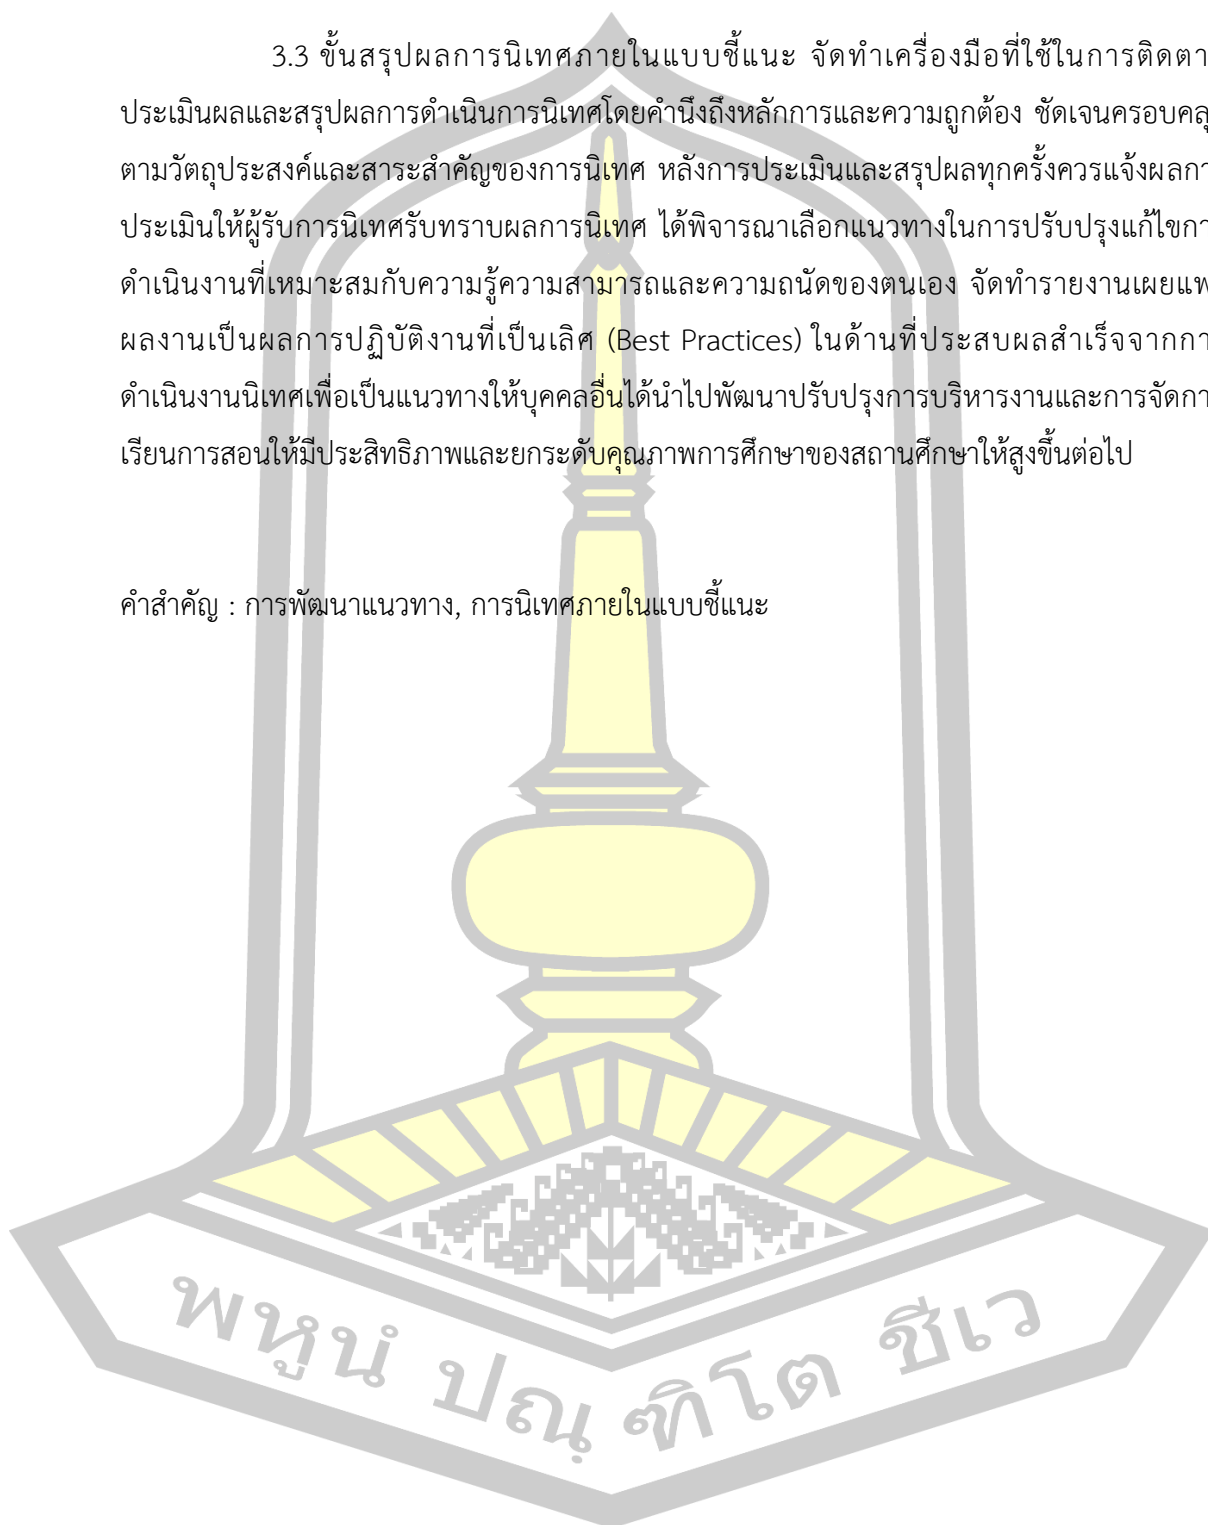 3.3 ขั้นสรุปผลการนิเทศภายในแบบชี้แนะ จัดทำเครื่องมือที่ใช้ในการติดตา
ประเมินผลและสรุปผลการดำเนินการนิเทศโดยคำนึงถึงหลักการและความถูกต้อง ชัดเจนครอบคลุ
ตามวัตถุประสงค์และสาระสำคัญของการนิเทศ หลังการประเมินและสรุปผลทุกครั้งควรแจ้งผลกา
ประเมินให้ผู้รับการนิเทศรับทราบผลการนิเทศ ได้พิจารณาเลือกแนวทางในการปรับปรุงแก้ไขกา
ดำเนินงานที่เหมาะสมกับความรู้ความสามารถและความถนัดของตนเอง จัดทำรายงานเผยแพ
ผลงานเป็นผลการปฏิบัติงานที่เป็นเลิศ (Best Practices) ในด้านที่ประสบผลสำเร็จจากกา
ดำเนินงานนิเทศเพื่อเป็นแนวทางให้บุคคลอื่นได้นำไปพัฒนาปรับปรุงการบริหารงานและการจัดกา
เรียนการสอนให้มีประสิทธิภาพและยกระดับคุณภาพการศึกษาของสถานศึกษาให้สูงขึ้นต่อไป
คำสำคัญ : การพัฒนาแนวทาง, การนิเทศภายในแบบชี้แนะ
พหูนํ ปณฺ ฑิโต ชีเว